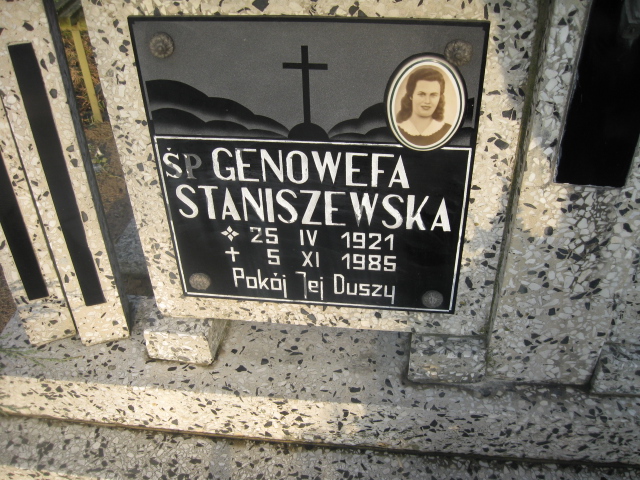 ŚP GENOWEFA
STANISZEWSKA
25 IV 1921
5 XI 1985
Pokój Jej Duszy